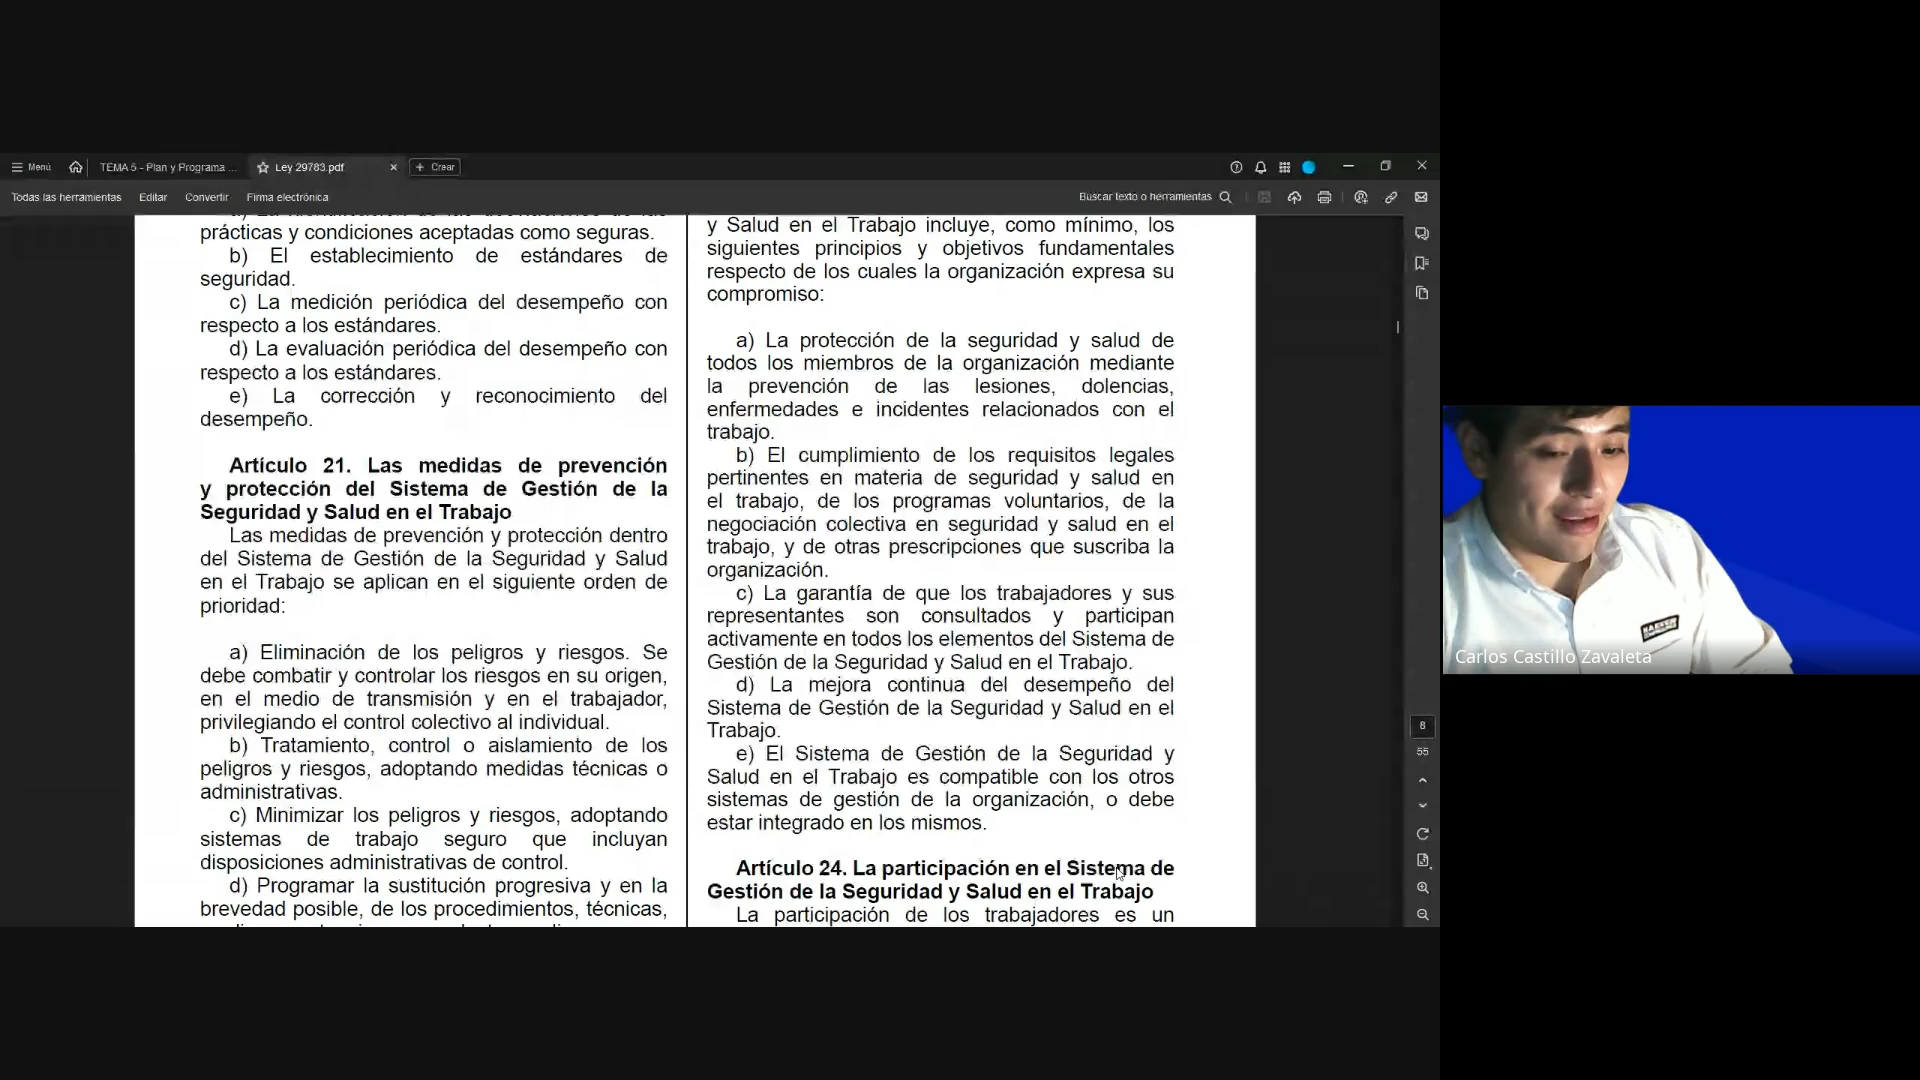 Menú
TEMA 5 - Plan y Programa ...
Ley 29783.pdf
Crear
Todas las herramientas
Editar
Convertir
Firma electrónica
Buscar texto o herramientas
prácticas y condiciones aceptadas como seguras.
b) El establecimiento de estándares de
seguridad.
c) La medición periódica del desempeño con
respecto a los estándares.
d) La evaluación periódica del desempeño con
respecto a los estándares.
e) La corrección y reconocimiento del
desempeño.
Artículo 21. Las medidas de prevención
y protección del Sistema de Gestión de la
Seguridad y Salud en el Trabajo
Las medidas de prevención y protección dentro
del Sistema de Gestión de la Seguridad y Salud
en el Trabajo se aplican en el siguiente orden de
prioridad:
a) Eliminación de los peligros y riesgos. Se
debe combatir y controlar los riesgos en su origen,
en el medio de transmisión y en el trabajador,
privilegiando el control colectivo al individual.
b) Tratamiento, control o aislamiento de los
peligros y riesgos, adoptando medidas técnicas o
administrativas.
c) Minimizar los peligros y riesgos, adoptando
sistemas de trabajo seguro que incluyan
disposiciones administrativas de control.
d) Programar la sustitución progresiva y en la
brevedad posible, de los procedimientos, técnicas,
y Salud en el Trabajo incluye, como mínimo, los
siguientes principios y objetivos fundamentales
respecto de los cuales la organización expresa su
compromiso:
a) La protección de la seguridad y salud de
todos los miembros de la organización mediante
la prevención de las lesiones, dolencias,
enfermedades e incidentes relacionados con el
trabajo.
b) El cumplimiento de los requisitos legales
pertinentes en materia de seguridad y salud en
el trabajo, de los programas voluntarios, de la
negociación colectiva en seguridad y salud en el
trabajo, y de otras prescripciones que suscriba la
organización.
c) La garantía de que los trabajadores y sus
representantes son consultados y participan
activamente en todos los elementos del Sistema de
Gestión de la Seguridad y Salud en el Trabajo.
d) La mejora continua del desempeño del
Sistema de Gestión de la Seguridad y Salud en el
Trabajo.
e) El Sistema de Gestión de la Seguridad y
Salud en el Trabajo es compatible con los otros
sistemas de gestión de la organización, o debe
estar integrado en los mismos.
Artículo 24. La participación en el Sistema de
Gestión de la Seguridad y Salud en el Trabajo
La participación de los trabajadores es un
8
55
Carlos Castillo Zavaleta